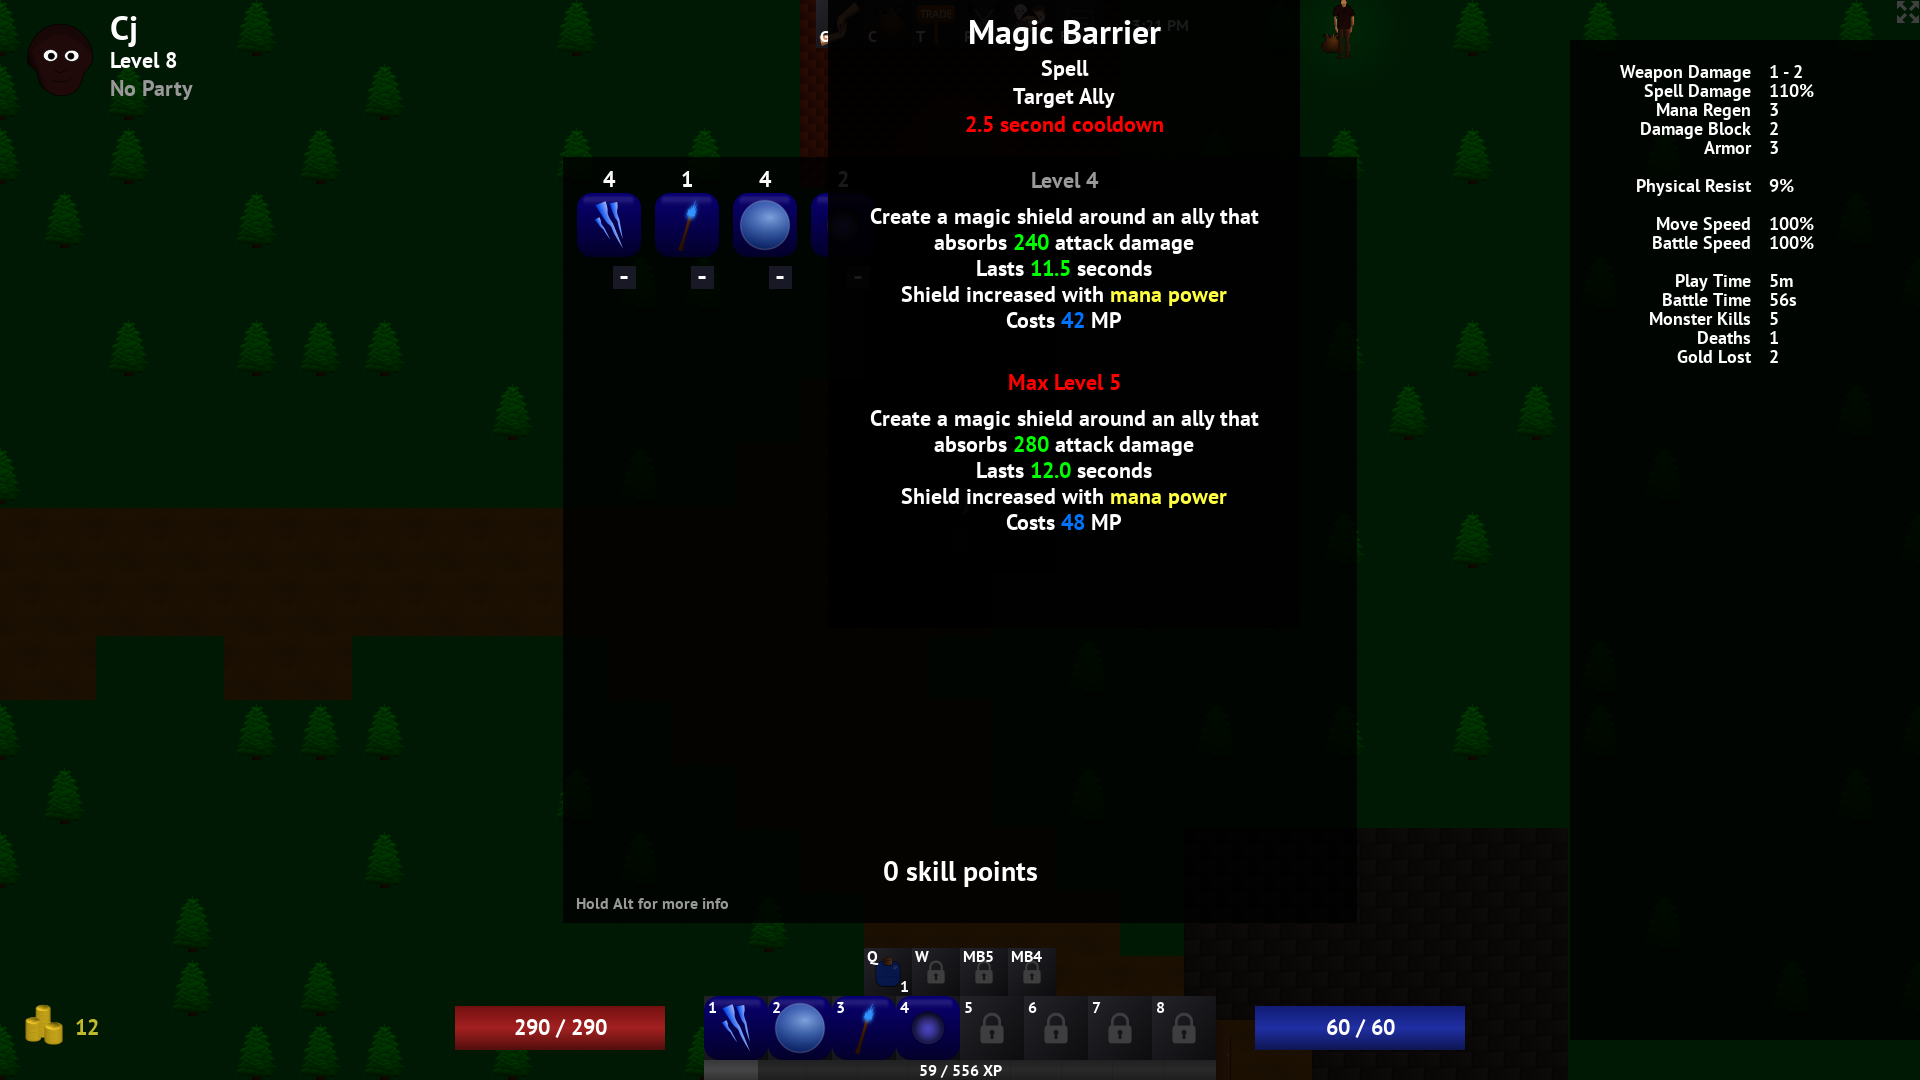 Cj
Level 8
No Party
G
C
T
TRADE
Magic Barrier
Spell
Target Ally
2.5 second cooldown
4
1
4
2
-
-
-
-
Level 4
Create a magic shield around an ally that
absorbs 240 attack damage
Lasts 11.5 seconds
Shield increased with mana power
Costs 42 MP
Max Level 5
Create a magic shield around an ally that
absorbs 280 attack damage
Lasts 12.0 seconds
Shield increased with mana power
Costs 48 MP
0 skill points
Hold Alt for more info
Weapon Damage 1 - 2
Spell Damage 110%
Mana Regen 3
Damage Block 2
Armor 3
Physical Resist 9%
Move Speed 100%
Battle Speed 100%
Play Time 5m
Battle Time 56s
Monster Kills 5
Deaths 1
Gold Lost 2
Q W MB5 MB4
1
12
290 / 290
1 2 3 4 5 6 7 8
60 / 60
59 / 556 XP